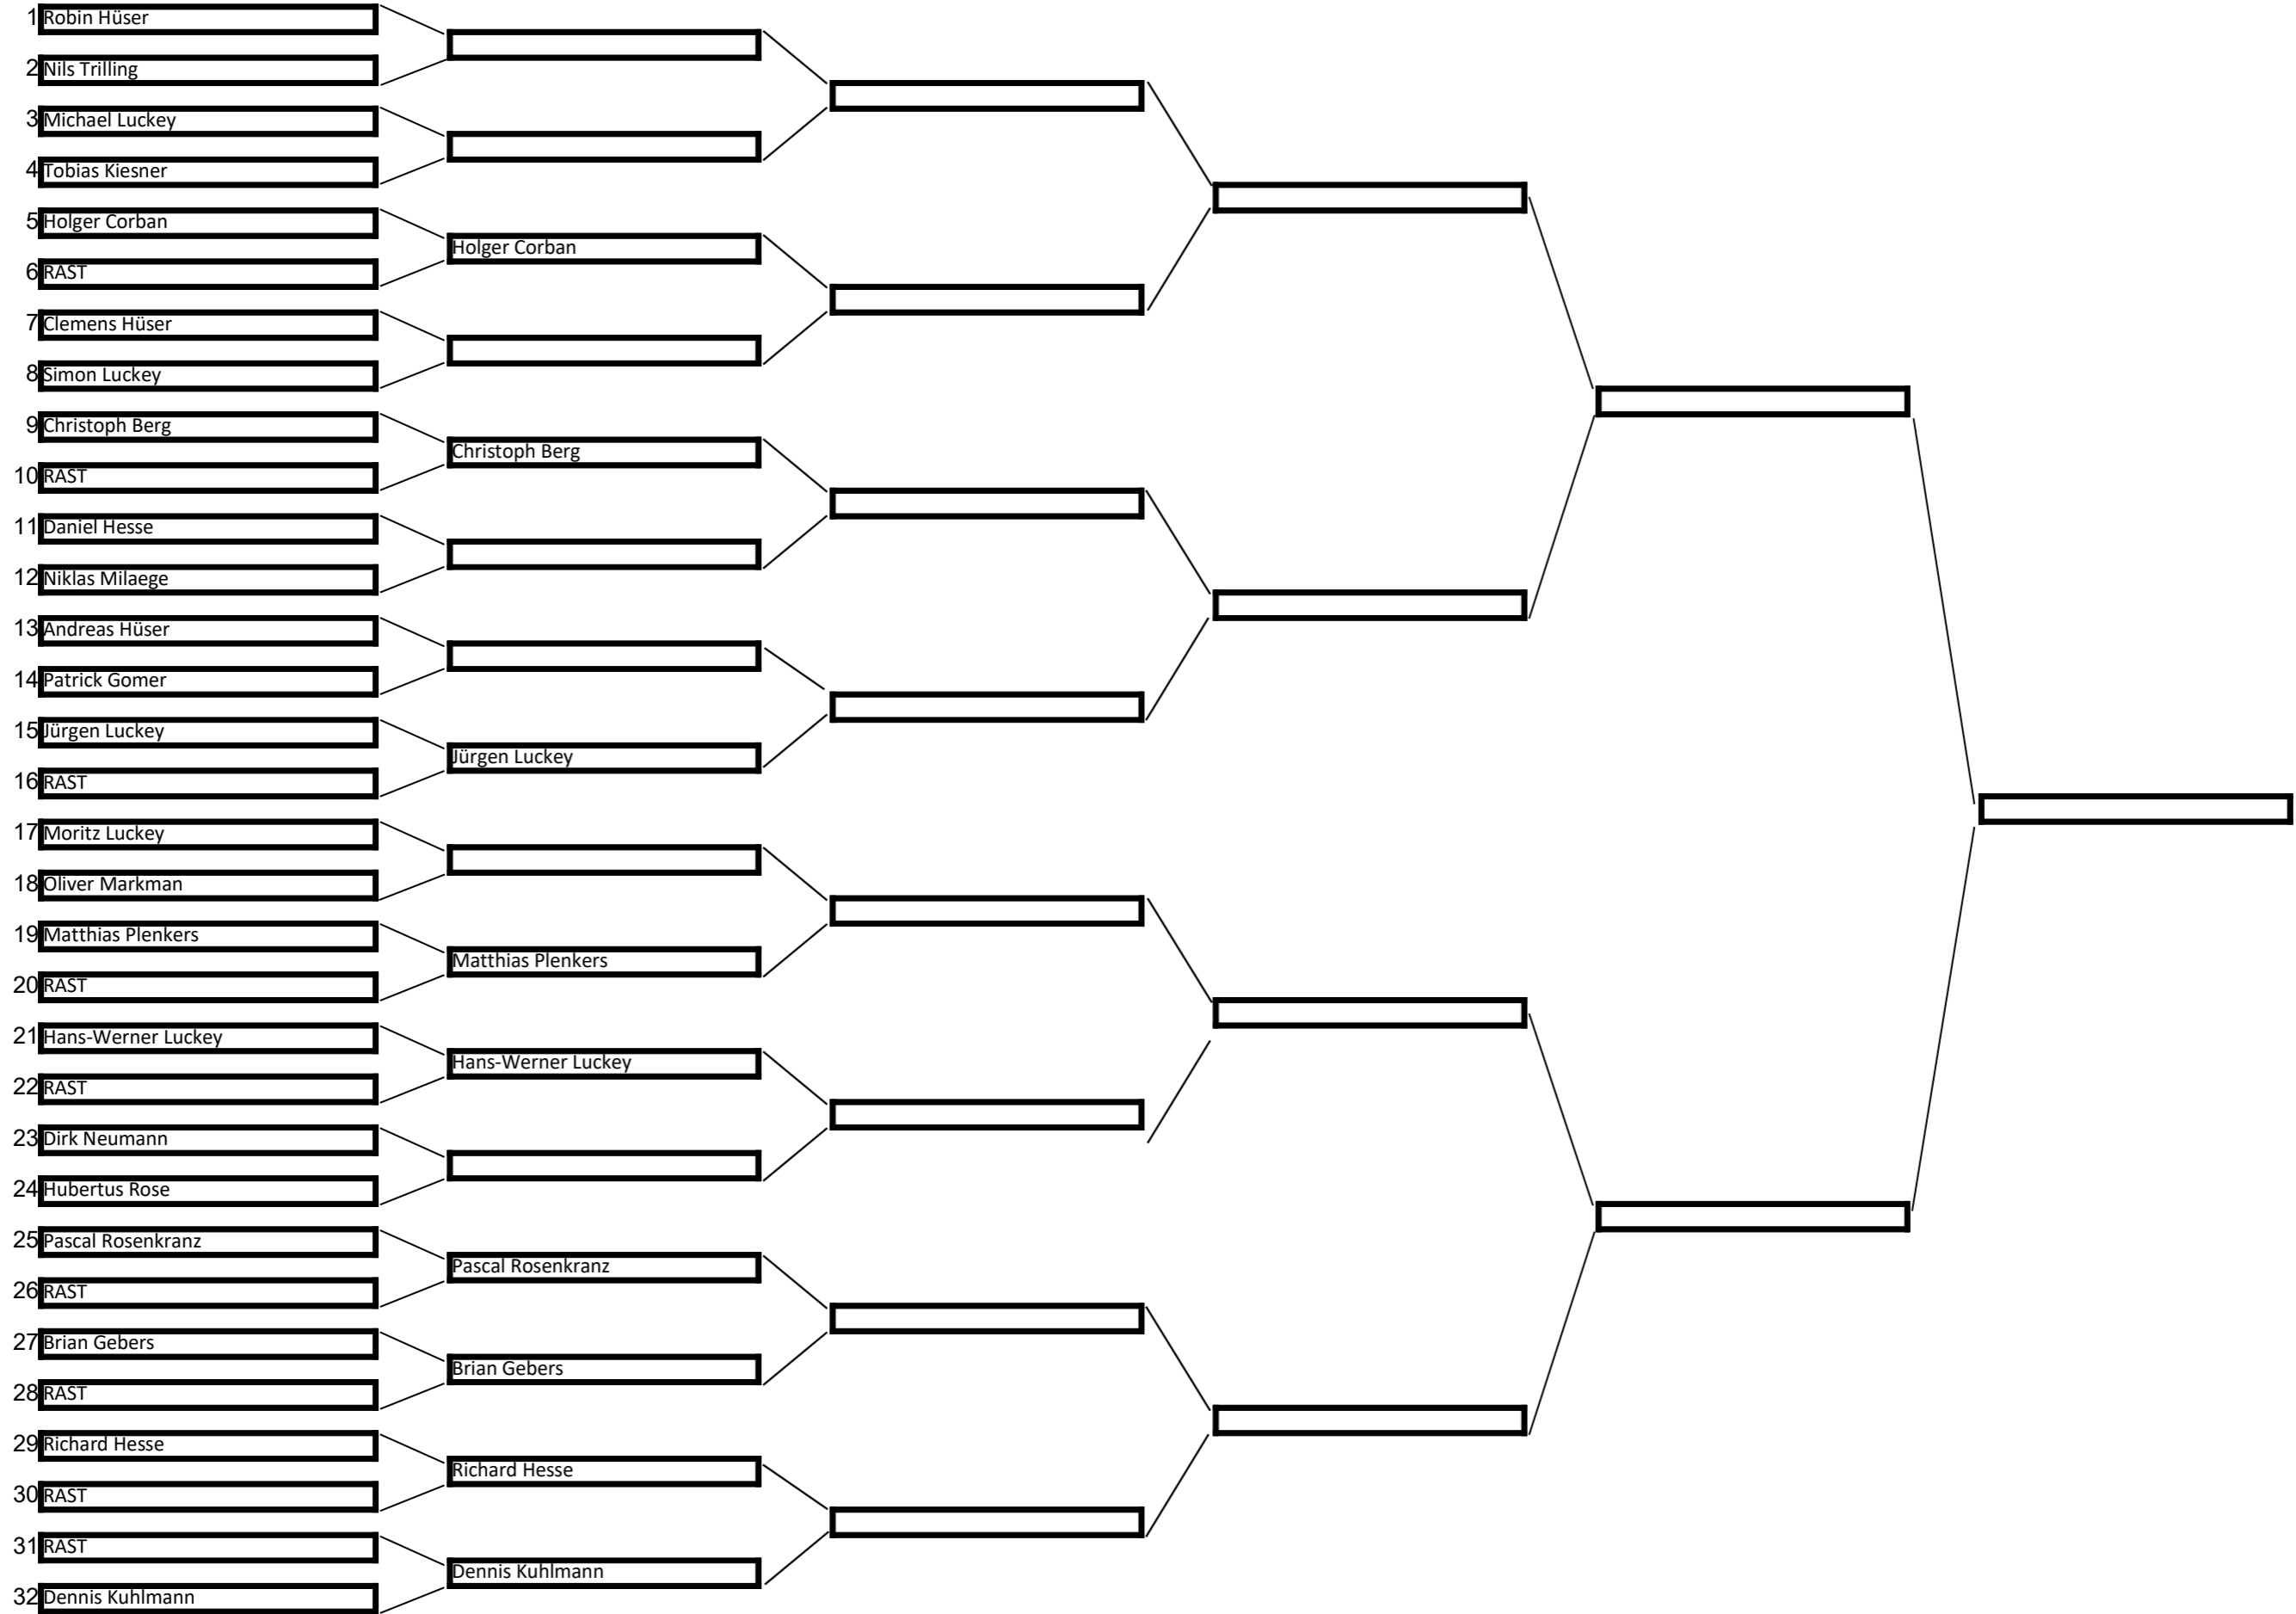 1 Robin Hüser
2 Nils Trilling
3 Michael Luckey
4 Tobias Kiesner
5 Holger Corban
Holger Corban
6 RAST
7 Clemens Hüser
8 Simon Luckey
9 Christoph Berg
Christoph Berg
10 RAST
11 Daniel Hesse
12 Niklas Milaege
13 Andreas Hüser
14 Patrick Gomer
15 Jürgen Luckey
Jürgen Luckey
16 RAST
17 Moritz Luckey
18 Oliver Markman
19 Matthias Plenkers
Matthias Plenkers
20 RAST
21 Hans-Werner Luckey
Hans-Werner Luckey
22 RAST
23 Dirk Neumann
24 Hubertus Rose
25 Pascal Rosenkranz
Pascal Rosenkranz
26 RAST
27 Brian Gebers
Brian Gebers
28 RAST
29 Richard Hesse
Richard Hesse
30 RAST
31 RAST
Dennis Kuhlmann
32 Dennis Kuhlmann